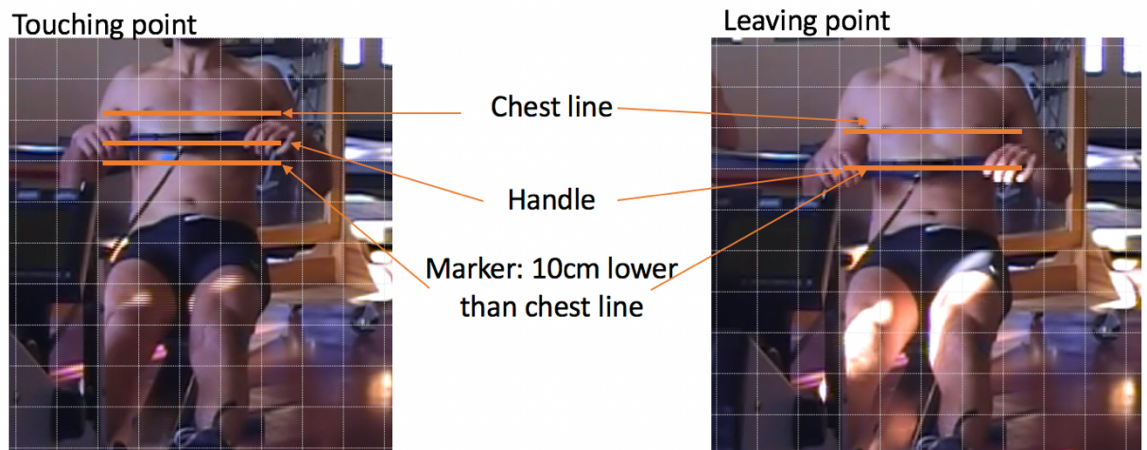 Touching point
Leaving point
Chest line
Handle
Marker: 10cm lower
than chest line